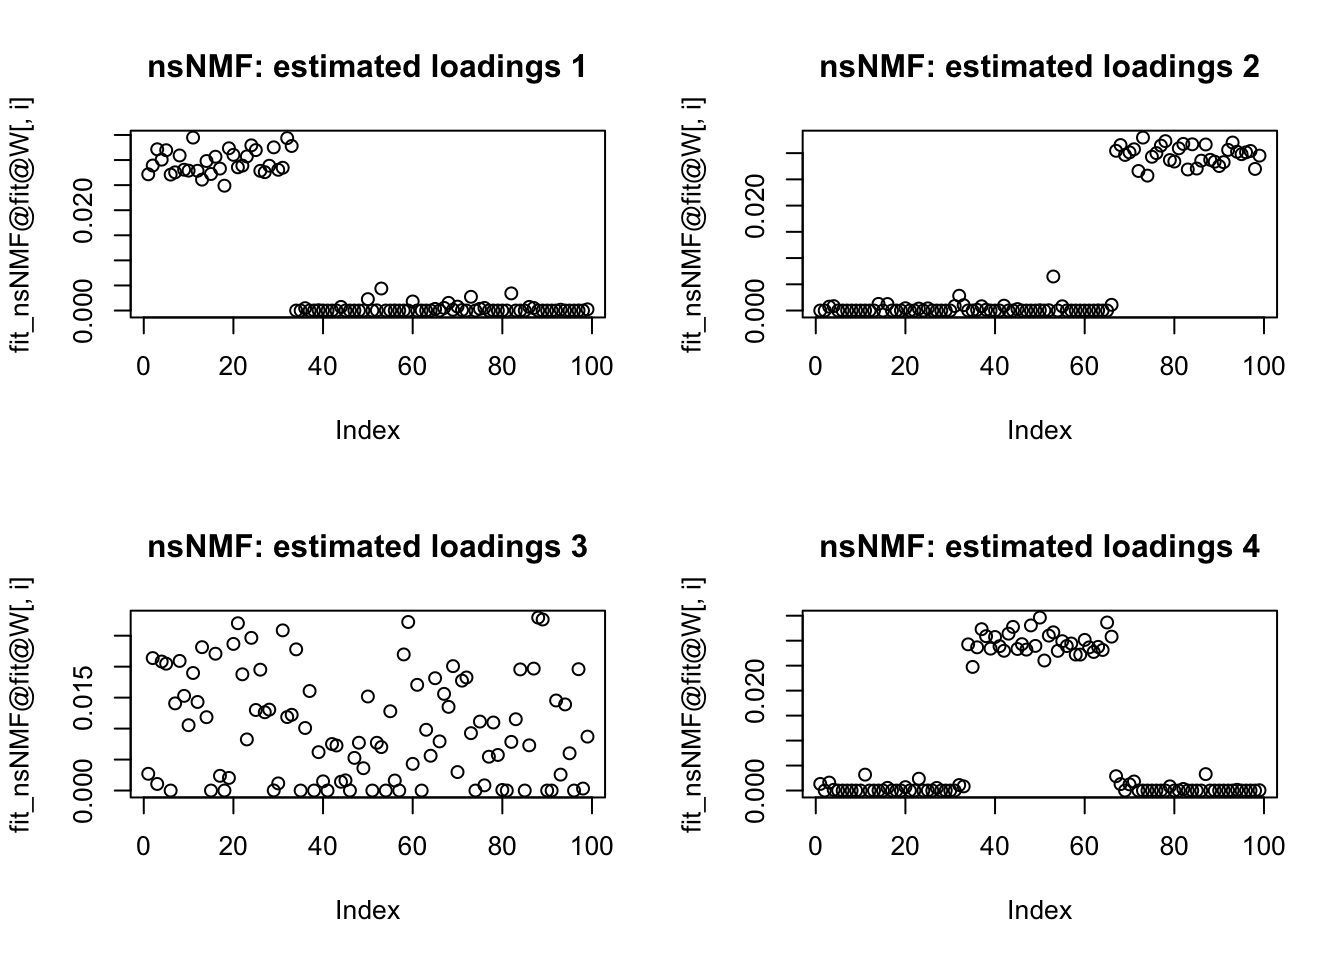 nsNMF: estimated loadings 1
fit_nsNMF@fit@W[, i]
0.000 0.020
0 20 40 60 80 100
Index
nsNMF: estimated loadings 2
fit_nsNMF@fit@W[, i]
0.000 0.020
0 20 40 60 80 100
Index
nsNMF: estimated loadings 3
fit_nsNMF@fit@W[, i]
0.000 0.015
0 20 40 60 80 100
Index
nsNMF: estimated loadings 4
fit_nsNMF@fit@W[, i]
0.000 0.020
0 20 40 60 80 100
Index